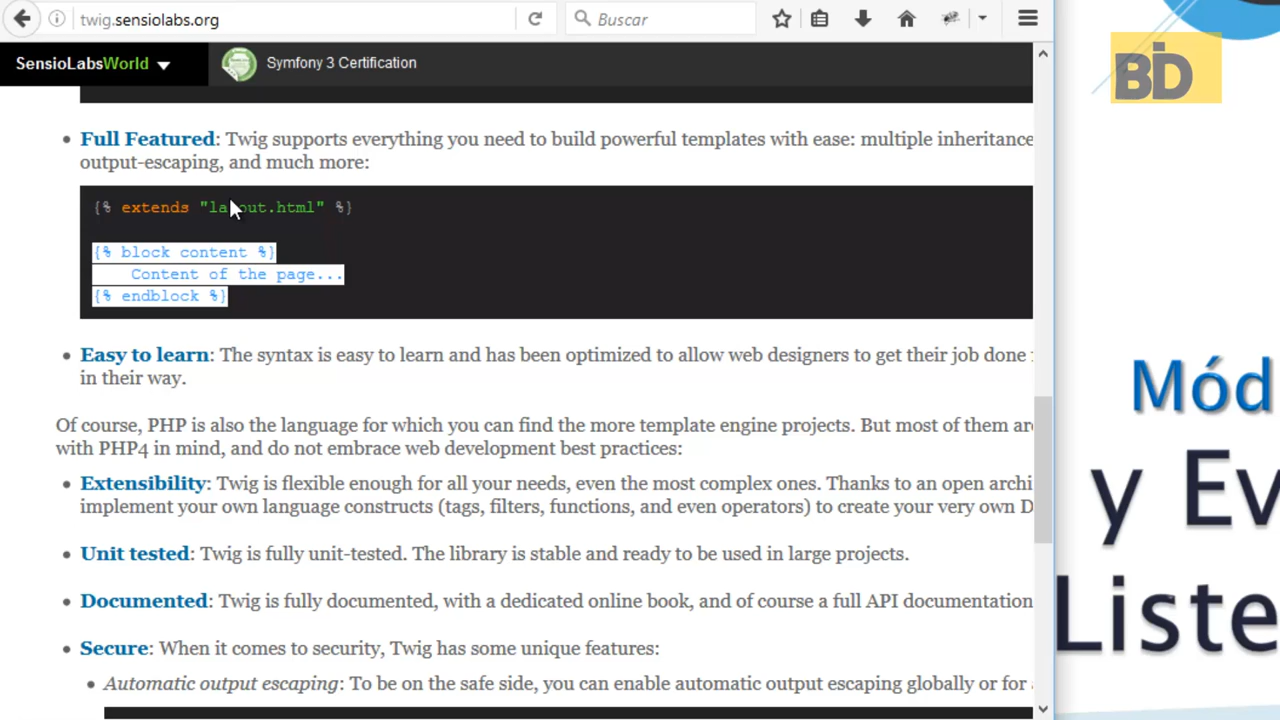 twig.sensiolabs.org
Buscar
SensioLabsWorld
Symfony 3 Certification
BID
Full Featured: Twig supports everything you need to build powerful templates with ease: multiple inheritance
output-escaping, and much more:
{% extends "layout.html" %}
{% block content %}
Content of the page...
{% endblock %}
Easy to learn: The syntax is easy to learn and has been optimized to allow web designers to get their job done
in their way.
Of course, PHP is also the language for which you can find the more template engine projects. But most of them ar
with PHP4 in mind, and do not embrace web development best practices:
Extensibility: Twig is flexible enough for all your needs, even the most complex ones. Thanks to an open archi
implement your own language constructs (tags, filters, functions, and even operators) to create your very own D
Unit tested: Twig is fully unit-tested. The library is stable and ready to be used in large projects.
Documented: Twig is fully documented, with a dedicated online book, and of course a full API documentation
Secure: When it comes to security, Twig has some unique features:
Automatic output escaping: To be on the safe side, you can enable automatic output escaping globally or for
Mód
y Ev
Liste